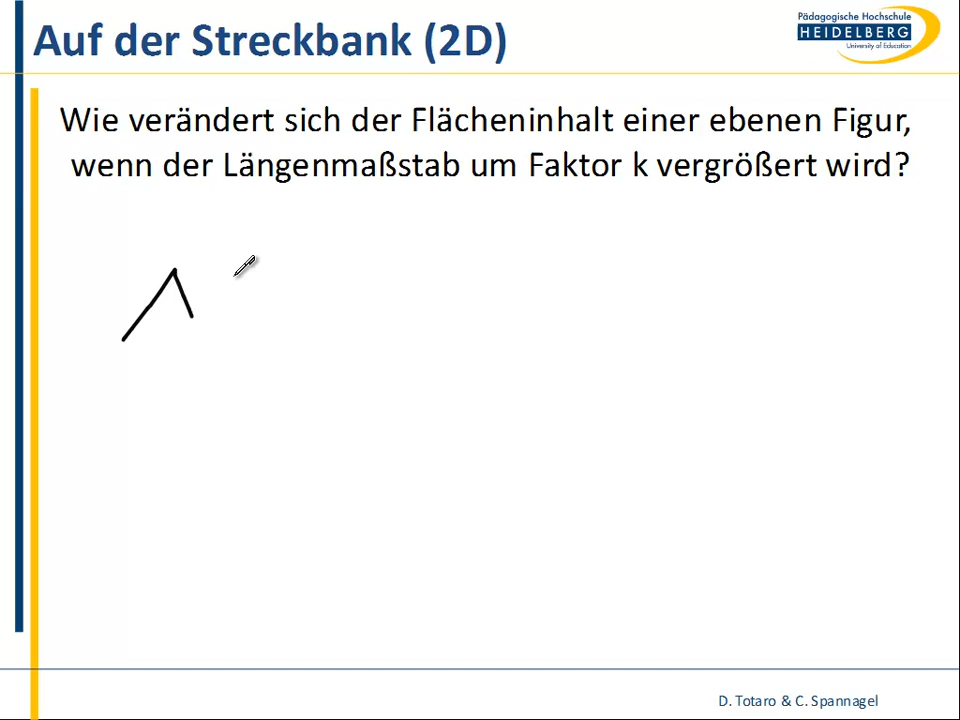 Auf der Streckbank (2D)
Pädagogische Hochschule
HEIDELBERG
University of Education
Wie verändert sich der Flächeninhalt einer ebenen Figur,
wenn der Längenmaßstab um Faktor k vergrößert wird?
D. Totaro & C. Spannagel